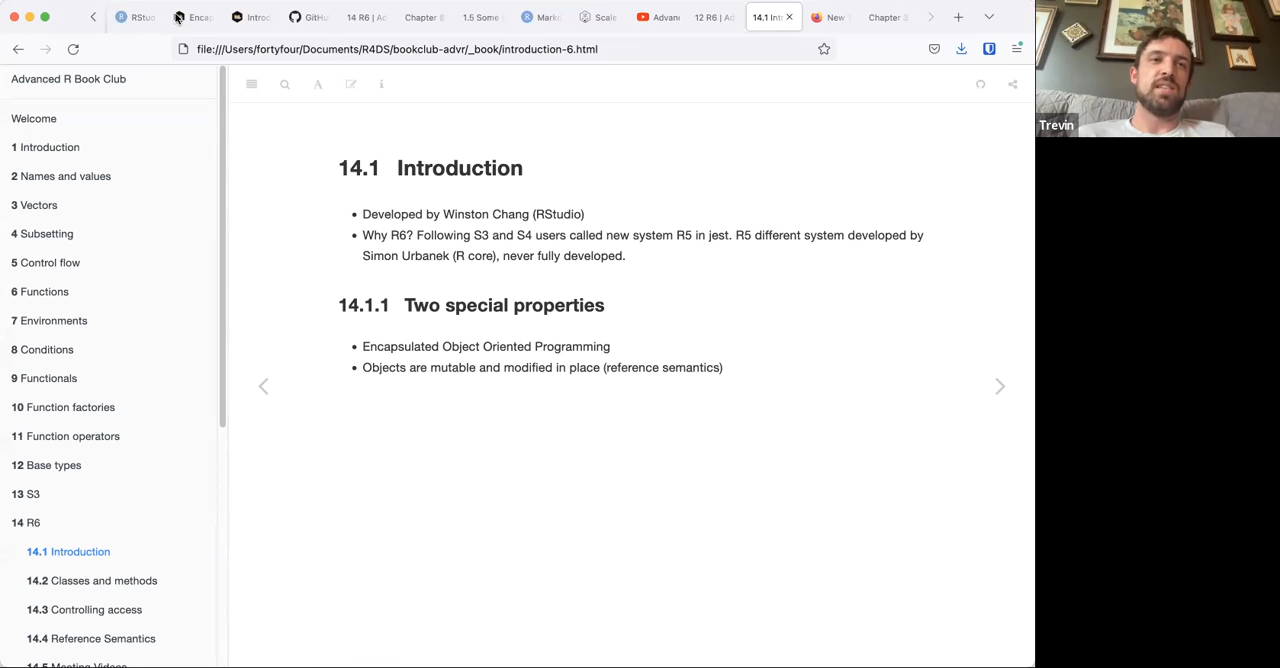 RStu
Encap
Introd
GitHu
14 R6 | Ad
Chapter 8
1.5 Some
Markd
Scale
Advan
12 R6 | Ad
14.1 Intr
New
Chapter
file:///Users/fortyfour/Documents/R4DS/bookclub-advr/_book/introduction-6.html
Advanced R Book Club
Welcome
1 Introduction
2 Names and values
3 Vectors
4 Subsetting
5 Control flow
6 Functions
7 Environments
8 Conditions
9 Functionals
10 Function factories
11 Function operators
12 Base types
13 S3
14 R6
14.1 Introduction
14.2 Classes and methods
14.3 Controlling access
14.4 Reference Semantics
14.5 Meeting Videos
A
i
14.1 Introduction
• Developed by Winston Chang (RStudio)
• Why R6? Following S3 and S4 users called new system R5 in jest. R5 different system developed by
Simon Urbanek (R core), never fully developed.
14.1.1 Two special properties
• Encapsulated Object Oriented Programming
• Objects are mutable and modified in place (reference semantics)
Trevin